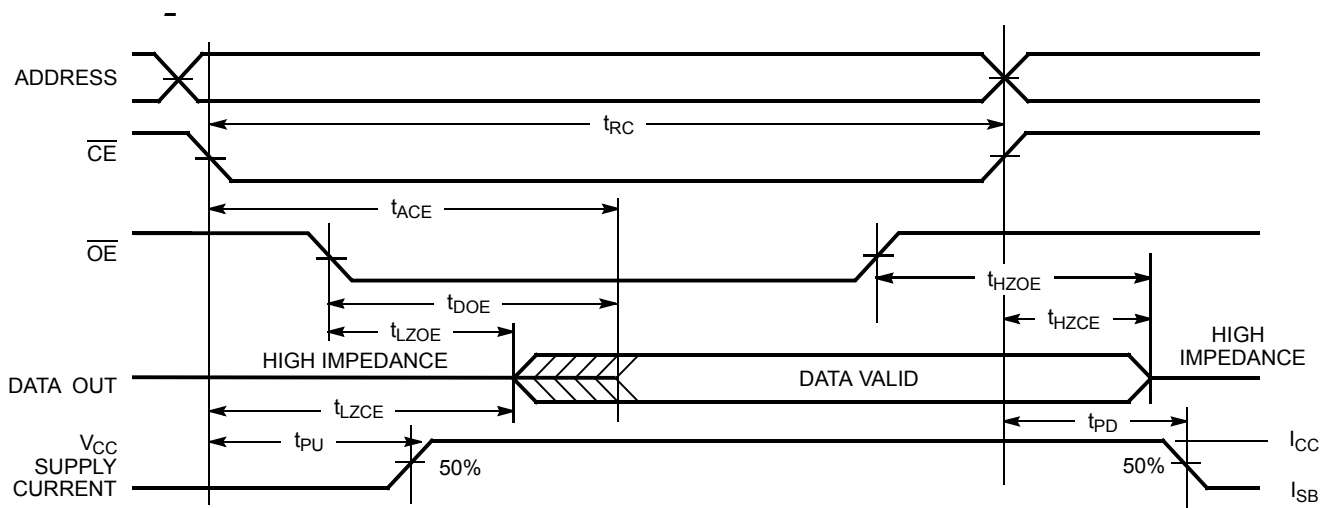 ADDRESS
tRC
CE
tACE
OE
tHZOE
tDOE
tHZCE
tLZOE
HIGH
IMPEDANCE
HIGH IMPEDANCE
DATA OUT
DATA VALID
tLZCE
tPD
VCC
SUPPLY
CURRENT
tPU
ICC
50%
50%
ISB